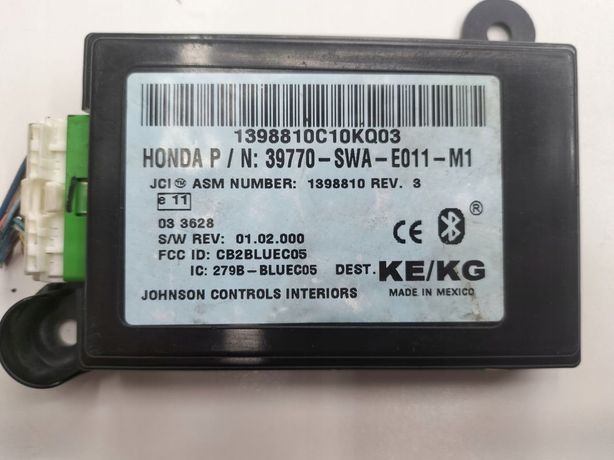 1398810C10KQ03
HONDA P / N: 39770-SWA-E011-M1
JCI ASM NUMBER: 1398810 REV. 3
e 11
03 3628
S/W REV: 01.02.000
FCC ID: CB2BLUEC05
IC: 279B-BLUEC05 DEST. KE/KG
CE ®
JOHNSON CONTROLS INTERIORS MADE IN MEXICO